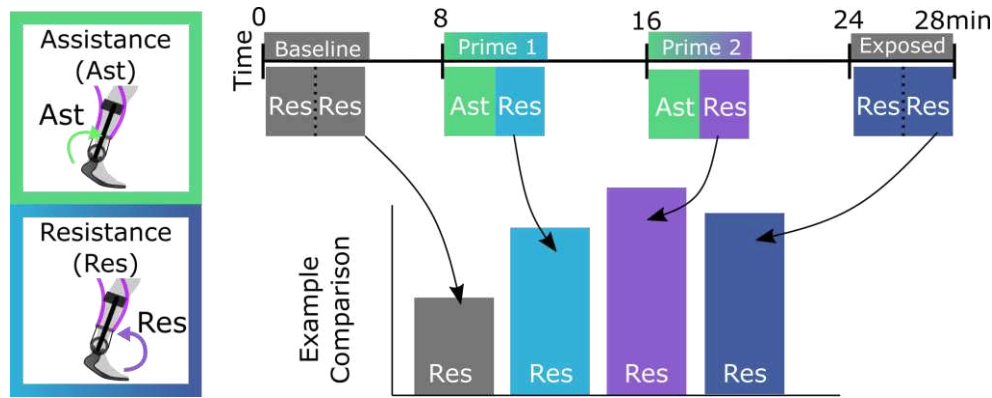 Assistance
(Ast)
Ast
Resistance
(Res)
Res
0 8 16 24 28min
Time
Baseline Prime 1 Prime 2 Exposed
Res Res Ast Res Ast Res Res Res
Example
Comparison
Res Res Res Res